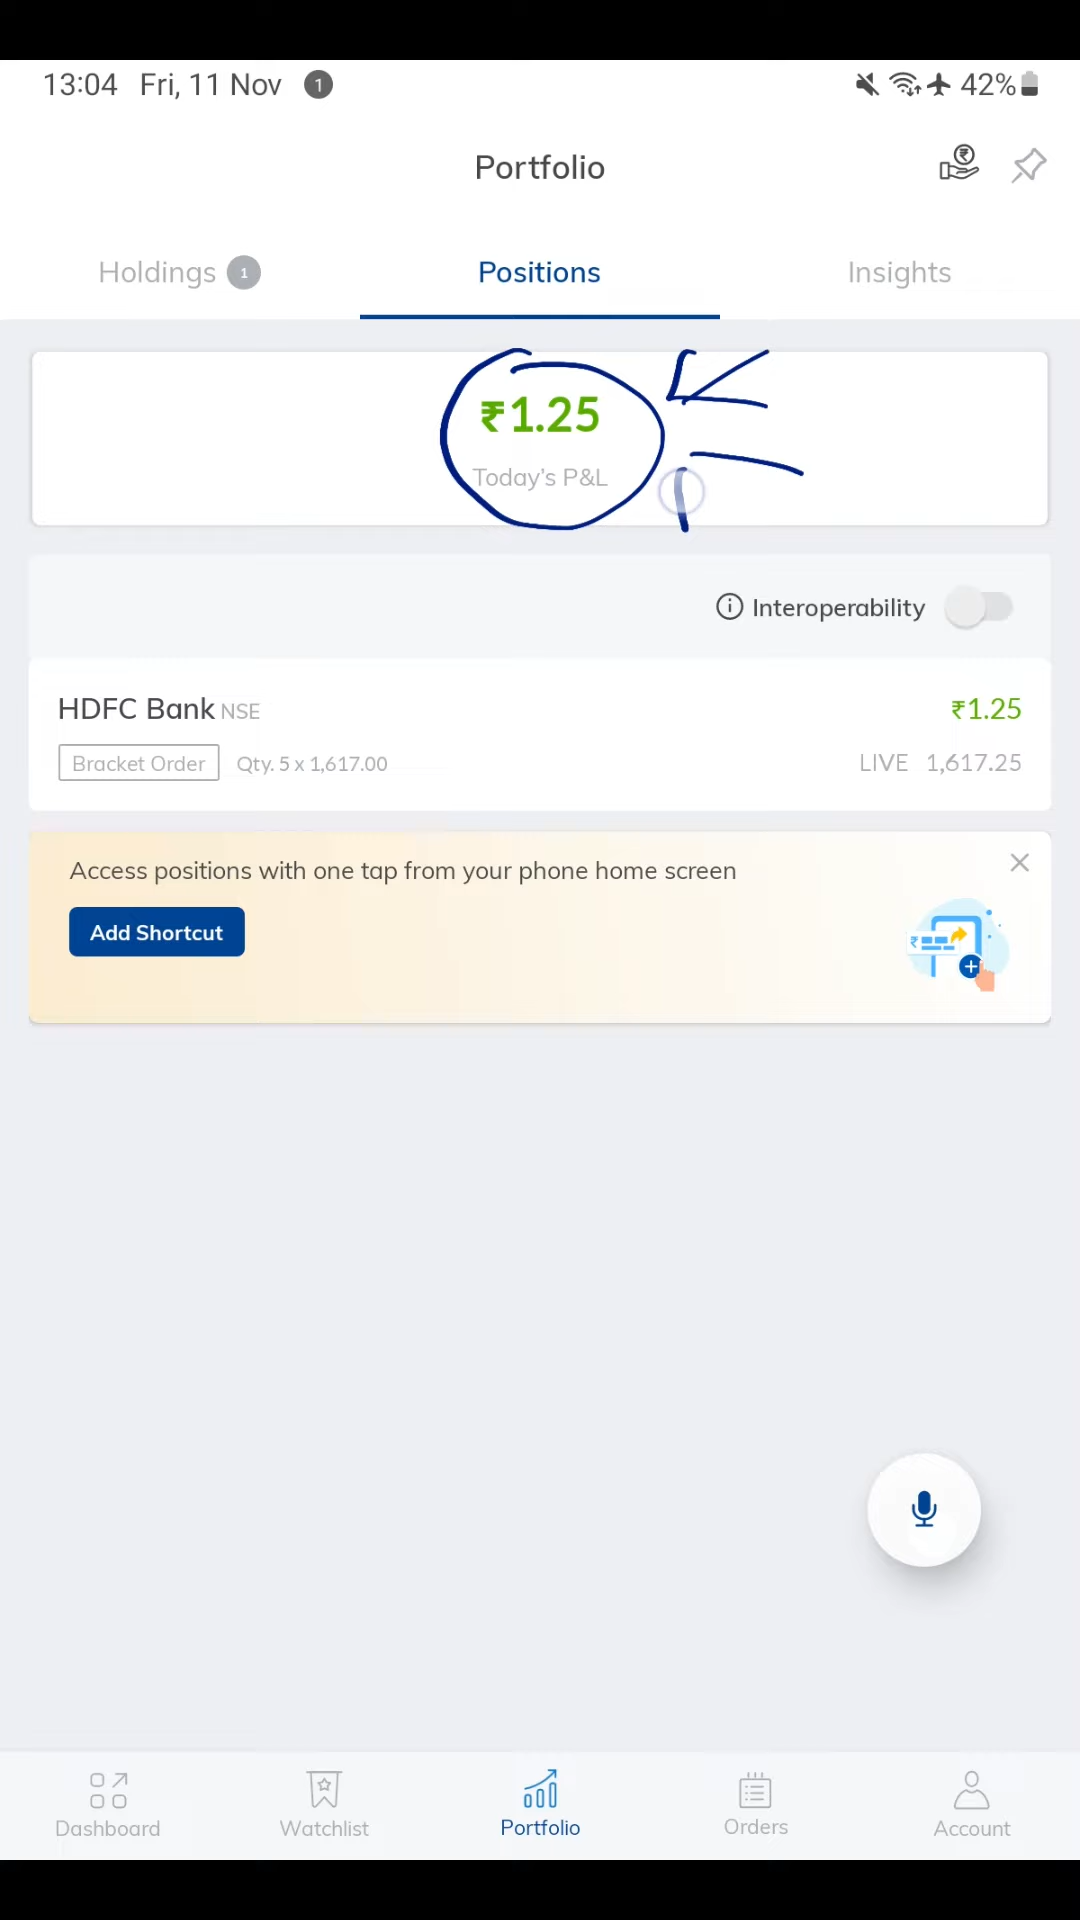 13:04 Fri, 11 Nov 1 42%
Portfolio
Holdings 1 Positions Insights
₹1.25
Today's P&L
Interoperability
HDFC Bank NSE ₹1.25
Bracket Order Qty. 5 x 1,617.00 LIVE 1,617.25
Access positions with one tap from your phone home screen
Add Shortcut
Dashboard Watchlist Portfolio Orders Account